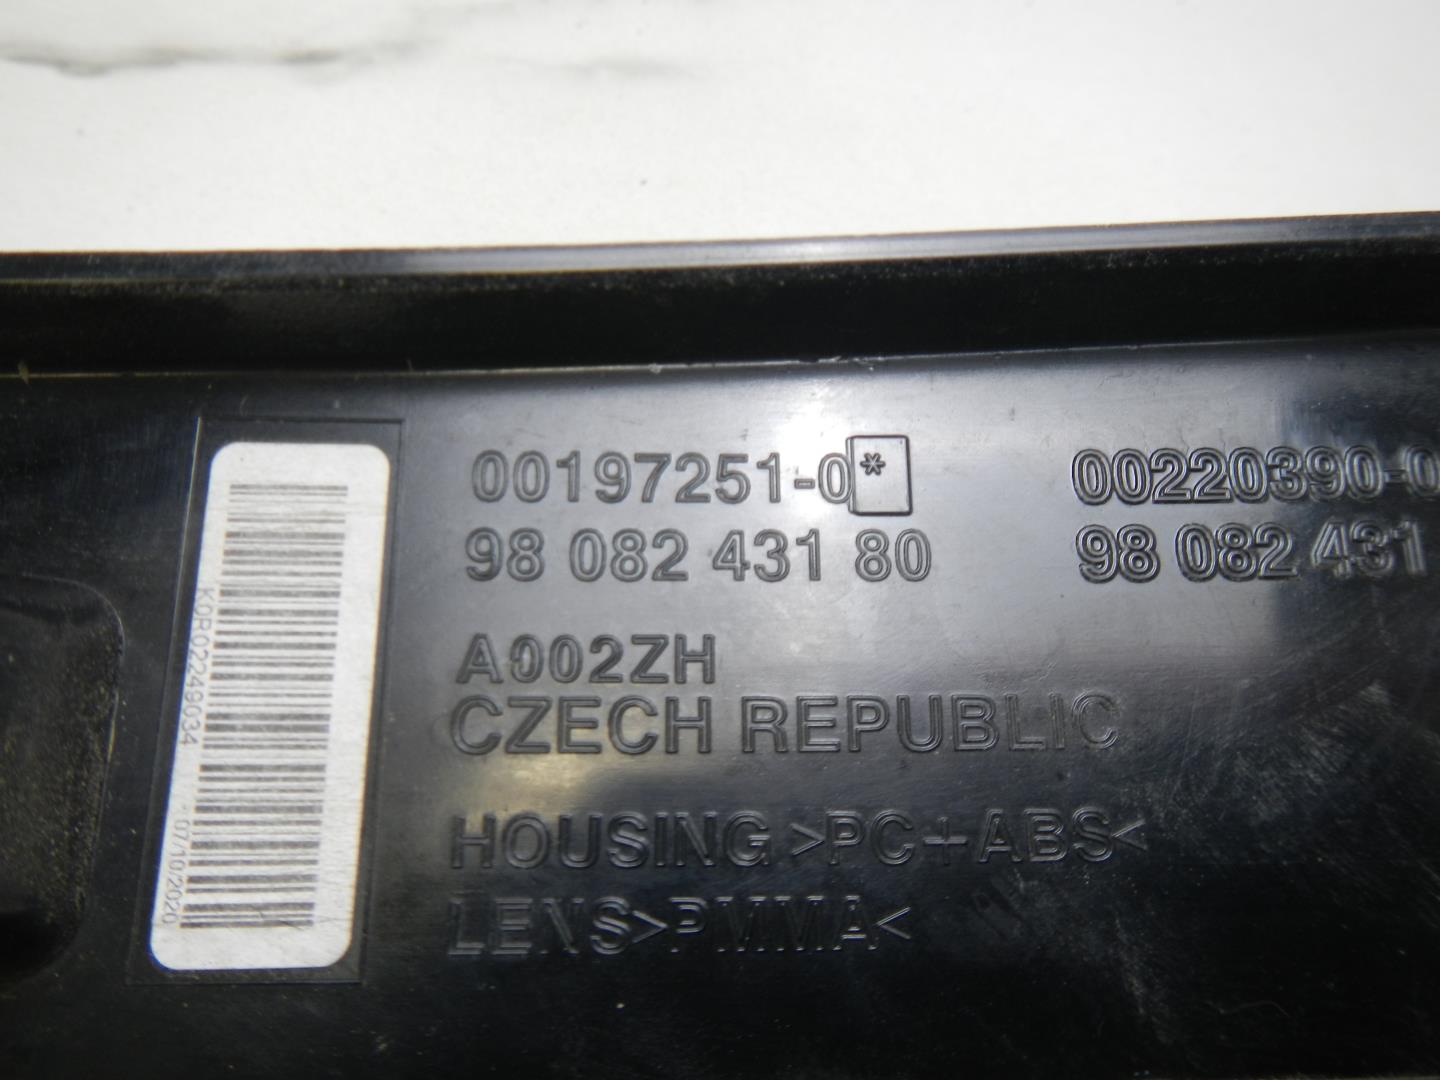 00197251-0*
98 082 431 80
A002ZH
CZECH REPUBLIC
HOUSING >PC+ABS<
LENS>PMMA<
00220390-0
98 082 431
K0R02249034 - 07/10/2020